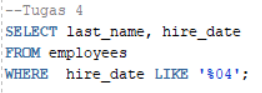 --Tugas 4
SELECT last_name, hire_date
FROM employees
WHERE  hire_date LIKE '%04';